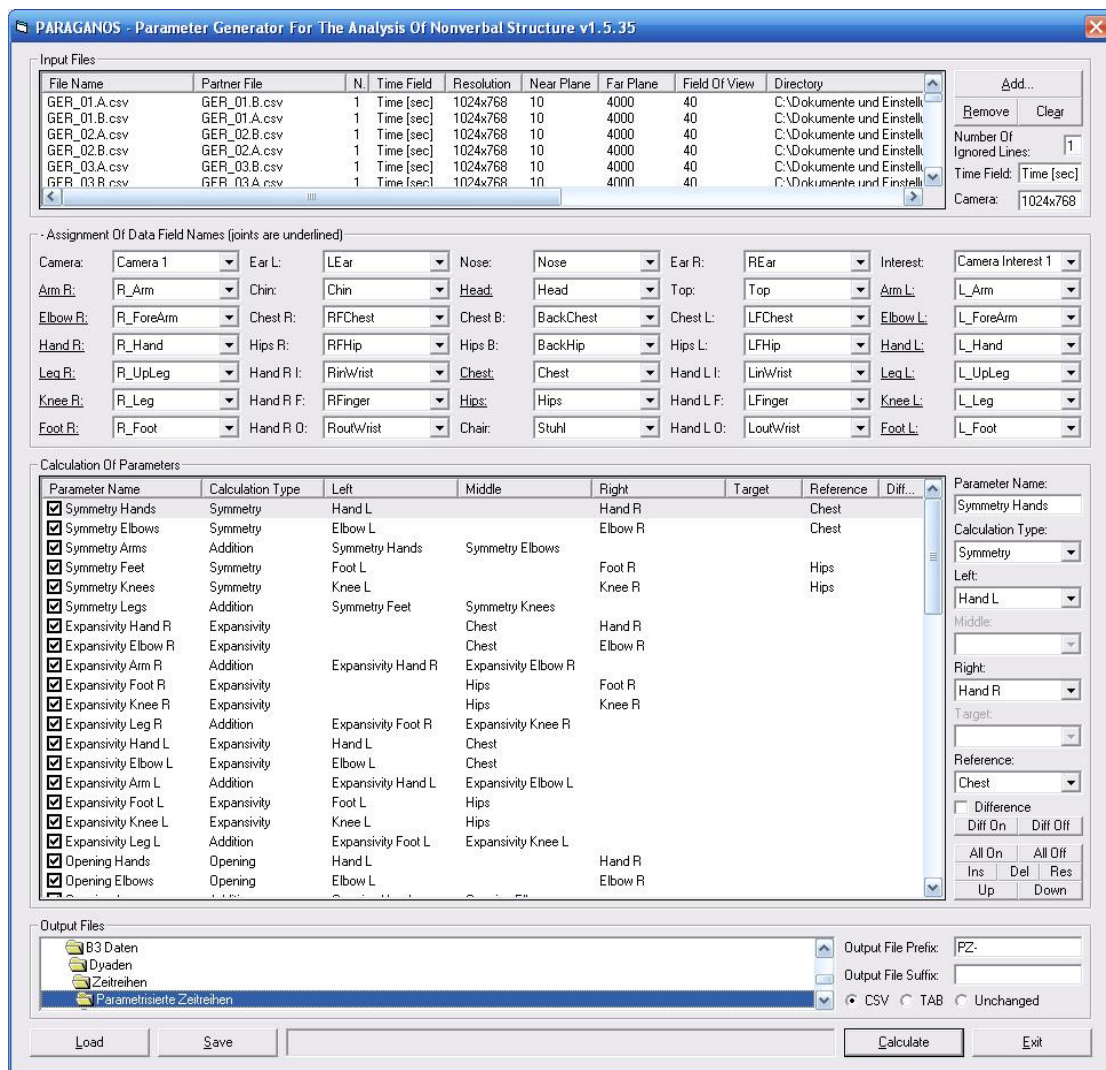 PARAGANOS - Parameter Generator For The Analysis Of Nonverbal Structure v1.5.35
Input Files
File Name Partner File N. Time Field Resolution Near Plane Far Plane Field Of View Directory
GER_01.A.csv GER_01.B.csv 1 Time [sec] 1024x768 10 4000 40 C:\Dokumente und Einstell
GER_01.B.csv GER_01.A.csv 1 Time [sec] 1024x768 10 4000 40 C:\Dokumente und Einstell
GER_02.A.csv GER_02.B.csv 1 Time [sec] 1024x768 10 4000 40 C:\Dokumente und Einstell
GER_02.B.csv GER_02.A.csv 1 Time [sec] 1024x768 10 4000 40 C:\Dokumente und Einstell
GER_03.A.csv GER_03.B.csv 1 Time [sec] 1024x768 10 4000 40 C:\Dokumente und Einstell
GER_03.B.csv GER_03.A.csv 1 Time [sec] 1024x768 10 4000 40 C:\Dokumente und Einstell
Add...
Remove Clear
Number Of
Ignored Lines: 1
Time Field: Time [sec]
Camera: 1024x768
- Assignment Of Data Field Names (joints are underlined)
Camera: Camera 1 Ear L: LEar Nose: Nose Ear R: REar Interest: Camera Interest 1
Arm R: R_Arm Chin: Chin Head: Head Top: Top Arm L: L_Arm
Elbow R: R_ForeArm Chest R: RFChest Chest B: BackChest Chest L: LFChest Elbow L: L_ForeArm
Hand R: R_Hand Hips R: RFHip Hips B: BackHip Hips L: LFHip Hand L: L_Hand
Leg R: R_UpLeg Hand R I: RinWrist Chest: Chest Hand L I: LinWrist Leg L: L_UpLeg
Knee R: R_Leg Hand R F: RFinger Hips: Hips Hand L F: LFinger Knee L: L_Leg
Foot R: R_Foot Hand R O: RoutWrist Chair: Stuhl Hand L O: LoutWrist Foot L: L_Foot
Calculation Of Parameters
Parameter Name Calculation Type Left Middle Right Target Reference Diff...
Symmetry Hands Symmetry Hand L Hand R Chest
Symmetry Elbows Symmetry Elbow L Elbow R Chest
Symmetry Arms Addition Symmetry Hands Symmetry Elbows
Symmetry Feet Symmetry Foot L Foot R Hips
Symmetry Knees Symmetry Knee L Knee R Hips
Symmetry Legs Addition Symmetry Feet Symmetry Knees
Expansivity Hand R Expansivity Chest Hand R
Expansivity Elbow R Expansivity Chest Elbow R
Expansivity Arm R Addition Expansivity Hand R Expansivity Elbow R
Expansivity Foot R Expansivity Hips Foot R
Expansivity Knee R Expansivity Hips Knee R
Expansivity Leg R Addition Expansivity Foot R Expansivity Knee R
Expansivity Hand L Expansivity Hand L Chest
Expansivity Elbow L Expansivity Elbow L Chest
Expansivity Arm L Addition Expansivity Hand L Expansivity Elbow L
Expansivity Foot L Expansivity Foot L Hips
Expansivity Knee L Expansivity Knee L Hips
Expansivity Leg L Addition Expansivity Foot L Expansivity Knee L
Opening Hands Opening Hand L Hand R
Opening Elbows Opening Elbow L Elbow R
Parameter Name:
Symmetry Hands
Calculation Type:
Symmetry
Left:
Hand L
Middle:
Right:
Hand R
Target:
Reference:
Chest
Difference
Diff On Diff Off
All On All Off
Ins Del Res
Up Down
Output Files
B3 Daten
Dyaden
Zeitreihen
Parametrisierte Zeitreihen
Output File Prefix: PZ-
Output File Suffix:
CSV TAB Unchanged
Load Save Calculate Exit